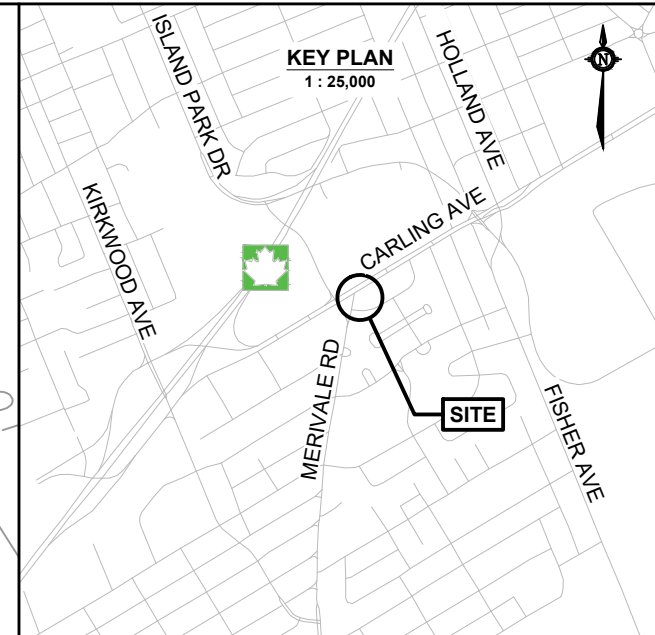 KEY PLAN
1 : 25,000
N
ISLAND PARK DR
HOLLAND AVE
KIRKWOOD AVE
CARLING AVE
MERIVALE RD
SITE
FISHER AVE